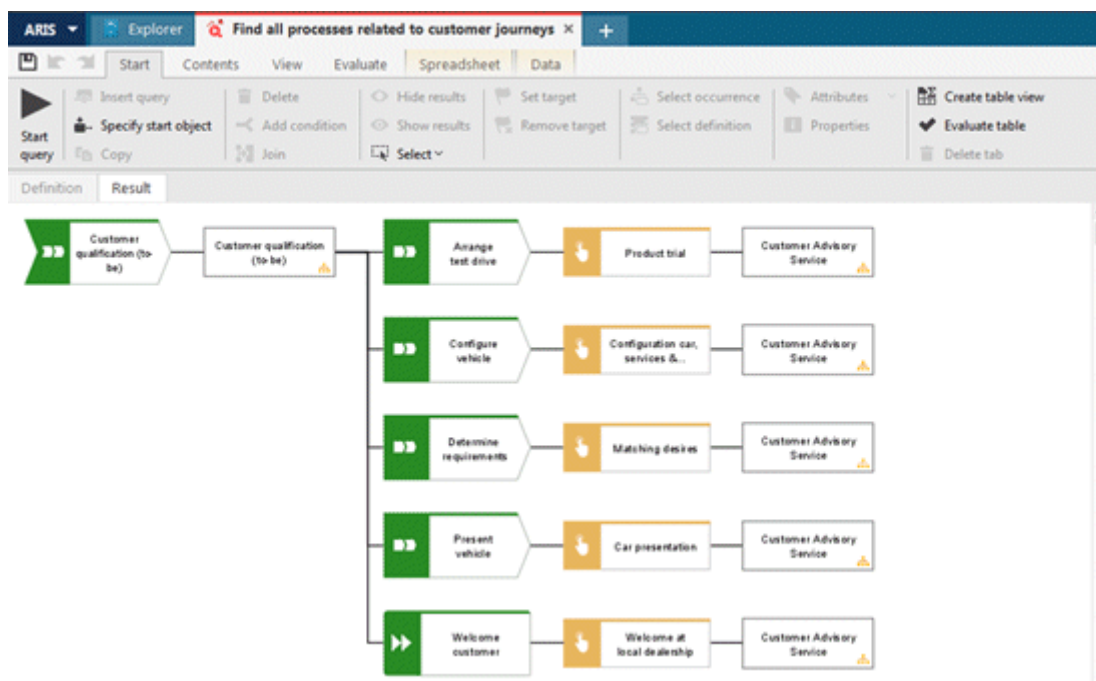 ARIS
Explorer
Find all processes related to customer journeys
Start
Contents
View
Evaluate
Spreadsheet
Data
Insert query
Delete
Hide results
Set target
Select occurrence
Attributes
Create table view
Start
query
Specify start object
Add condition
Show results
Remove target
Select definition
Properties
Evaluate table
Copy
Join
Select
Delete tab
Definition
Result
Customer
qualification (to-
be)
Customer qualification
(to-be)
Arrange
test drive
Product trial
Customer Advisory
Service
Configure
vehicle
Configuration car,
services &...
Customer Advisory
Service
Determine
requirements
Matching desires
Customer Advisory
Service
Present
vehicle
Car presentation
Customer Advisory
Service
Welcome
customer
Welcome at
local dealership
Customer Advisory
Service